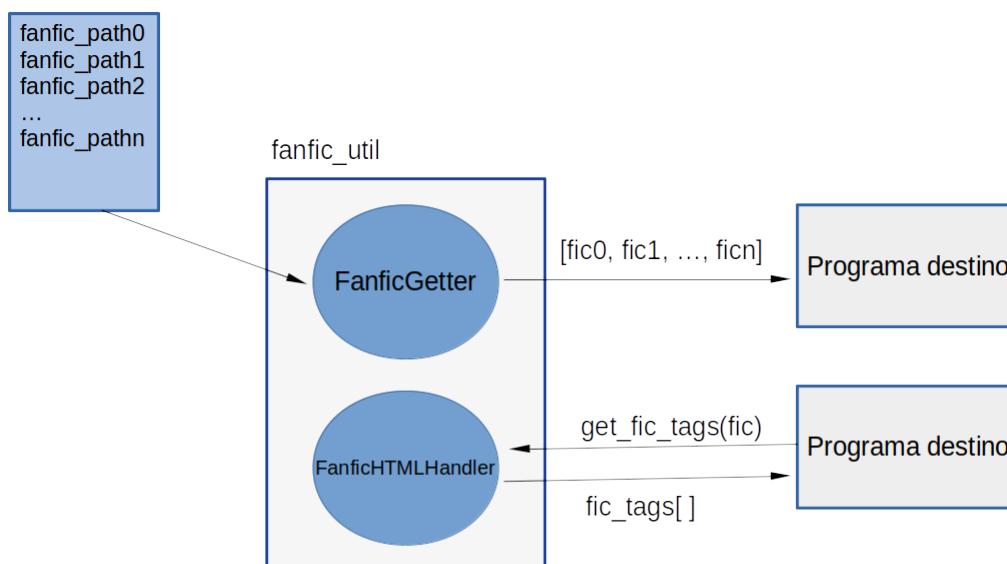 fanfic_path0
fanfic_path1
fanfic_path2
...
fanfic_pathn
fanfic_util
FanficGetter
[fic0, fic1, ..., ficn]
Programa destino
get_fic_tags(fic)
Programa destino
FanficHTMLHandler
fic_tags[ ]